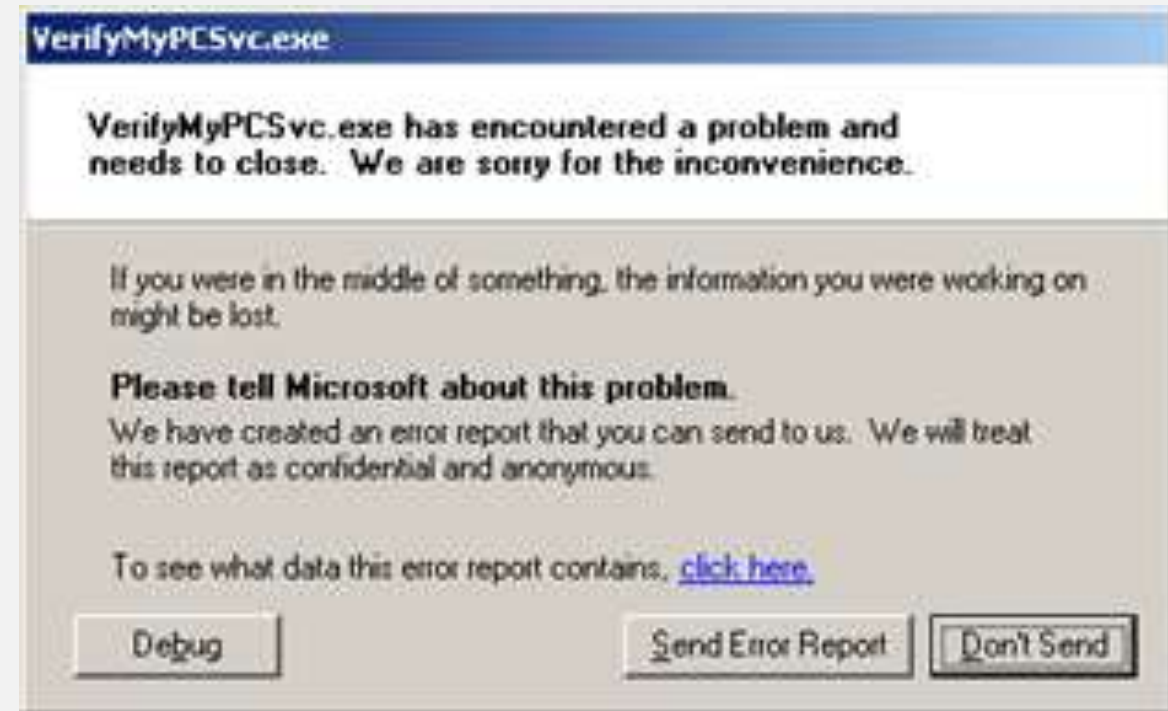 VerifyMyPCSvc.exe
VerifyMyPCSvc.exe has encountered a problem and
needs to close.  We are sorry for the inconvenience.
If you were in the middle of something, the information you were working on
might be lost.
Please tell Microsoft about this problem.
We have created an error report that you can send to us.  We will treat
this report as confidential and anonymous.
To see what data this error report contains, click here.
Debug
Send Error Report
Don't Send